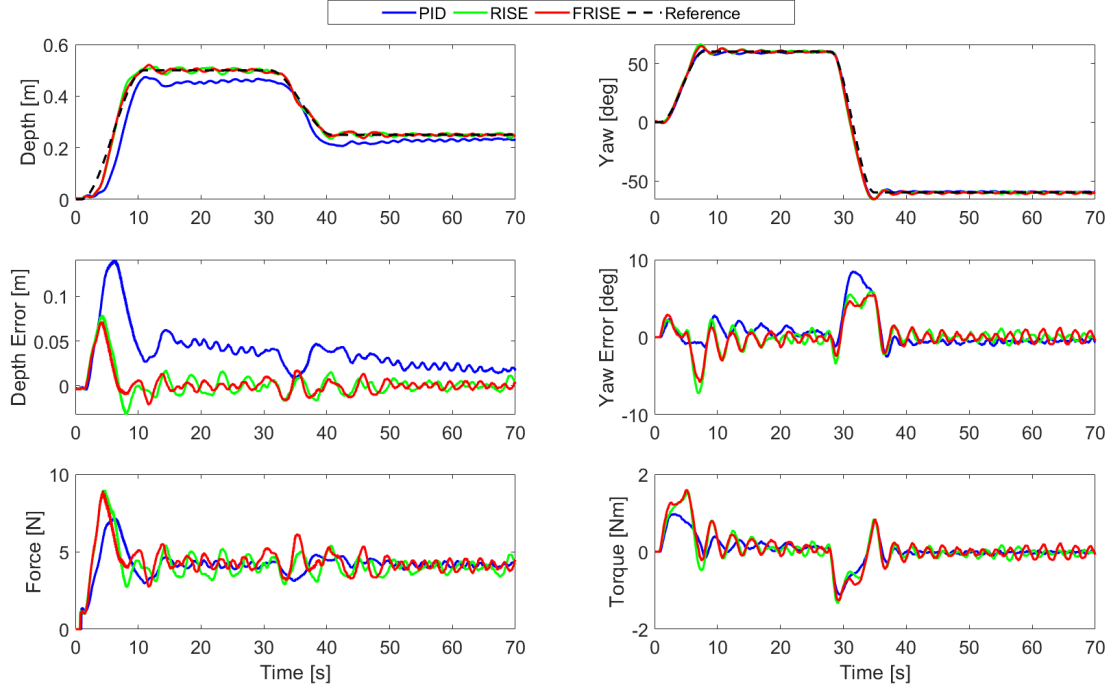 PID RISE FRISE Reference
Depth [m]
0.6
0.4
0.2
0
0 10 20 30 40 50 60 70
Yaw [deg]
50
0
-50
0 10 20 30 40 50 60 70
Depth Error [m]
0.1
0.05
0
0 10 20 30 40 50 60 70
Yaw Error [deg]
10
0
-10
0 10 20 30 40 50 60 70
Force [N]
10
5
0
0 10 20 30 40 50 60 70
Time [s]
Torque [Nm]
2
0
-2
0 10 20 30 40 50 60 70
Time [s]